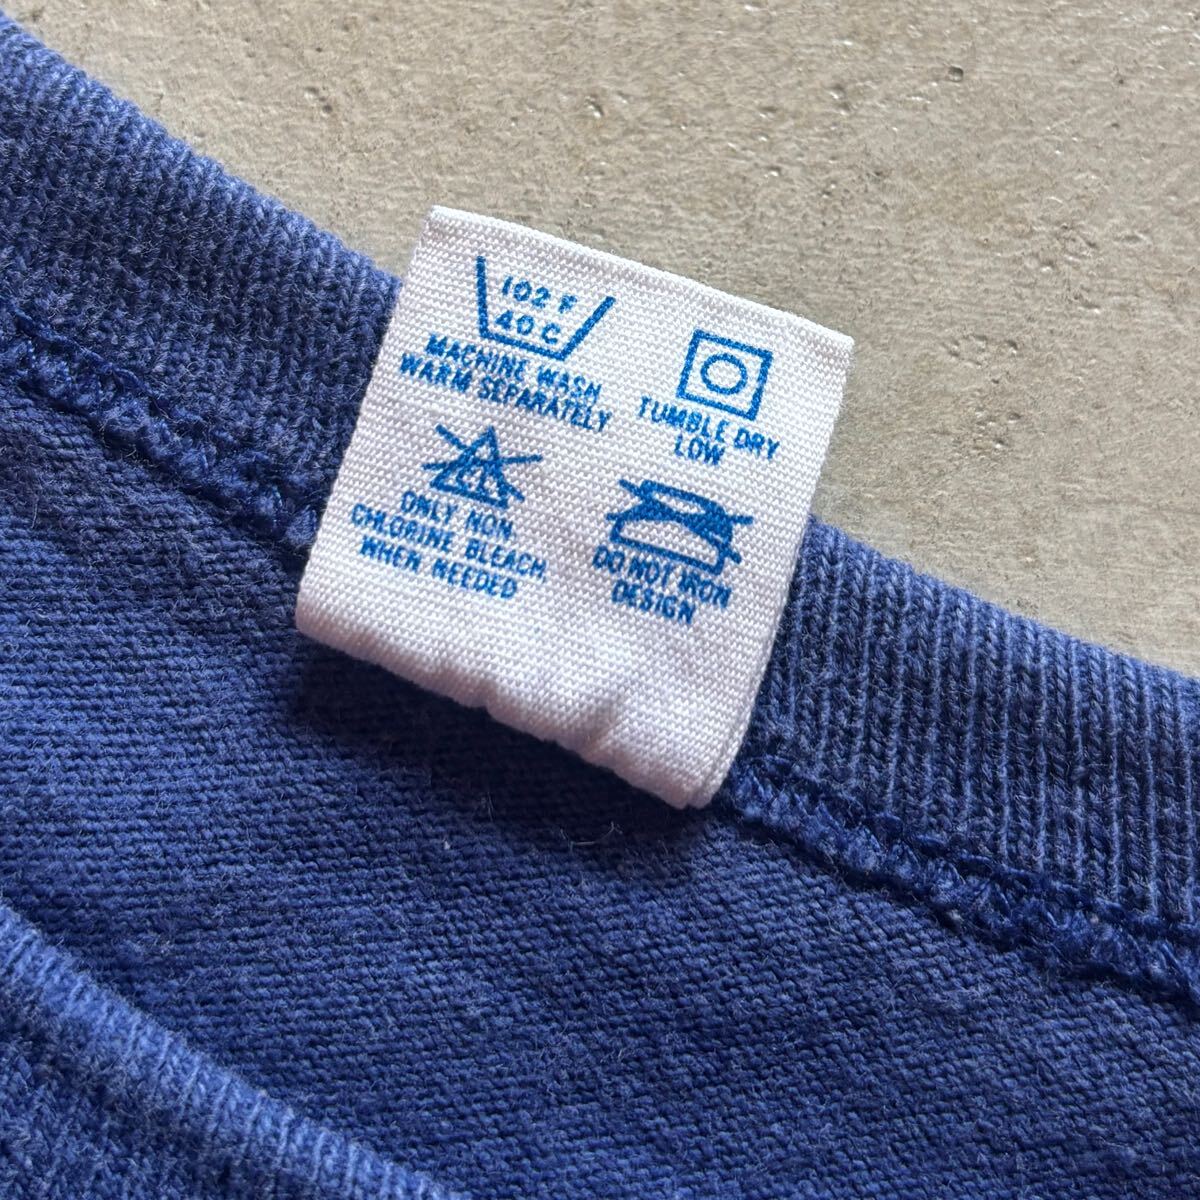 102 F
40 C
MACHINE WASH
WARM SEPARATELY
TUMBLE DRY
LOW
CL
ONLY NON
CHLORINE BLEACH
WHEN NEEDED
DO NOT IRON
DESIGN